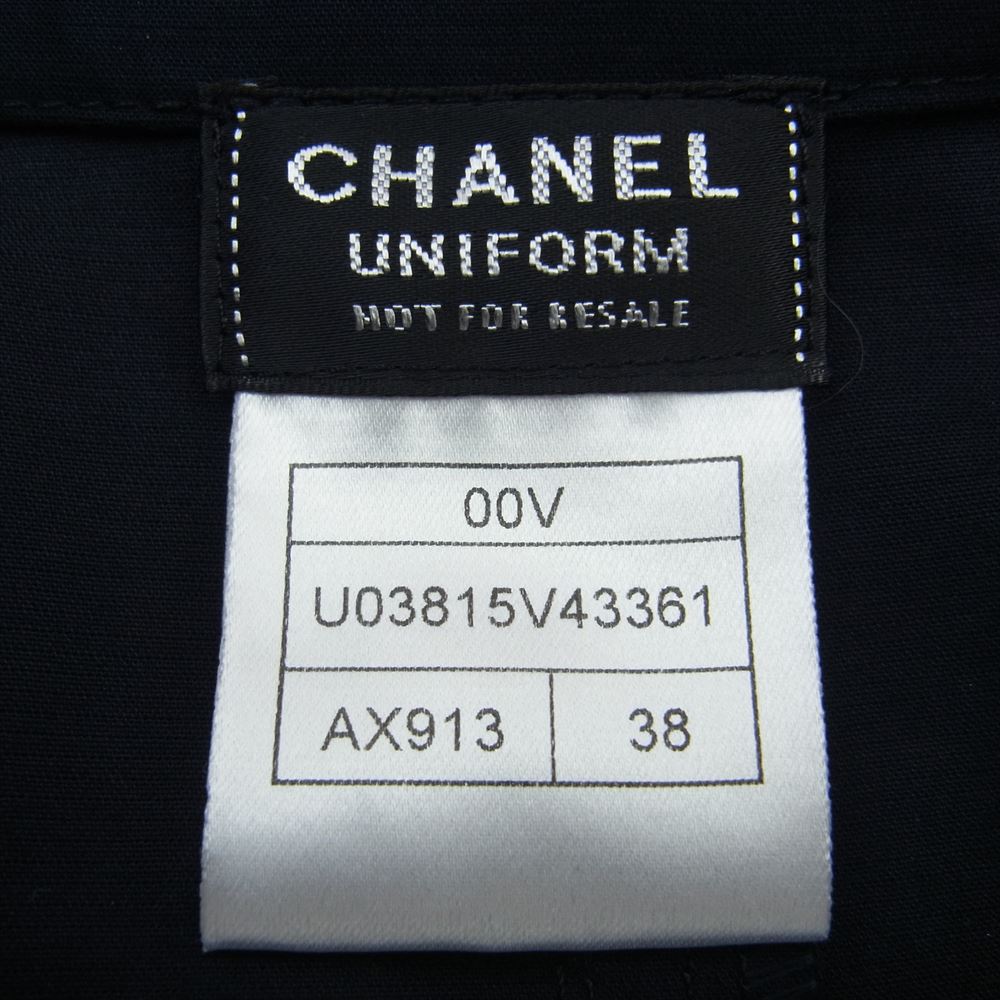 CHANEL
UNIFORM
NOT FOR RESALE
00V
U03815V43361
AX913 38